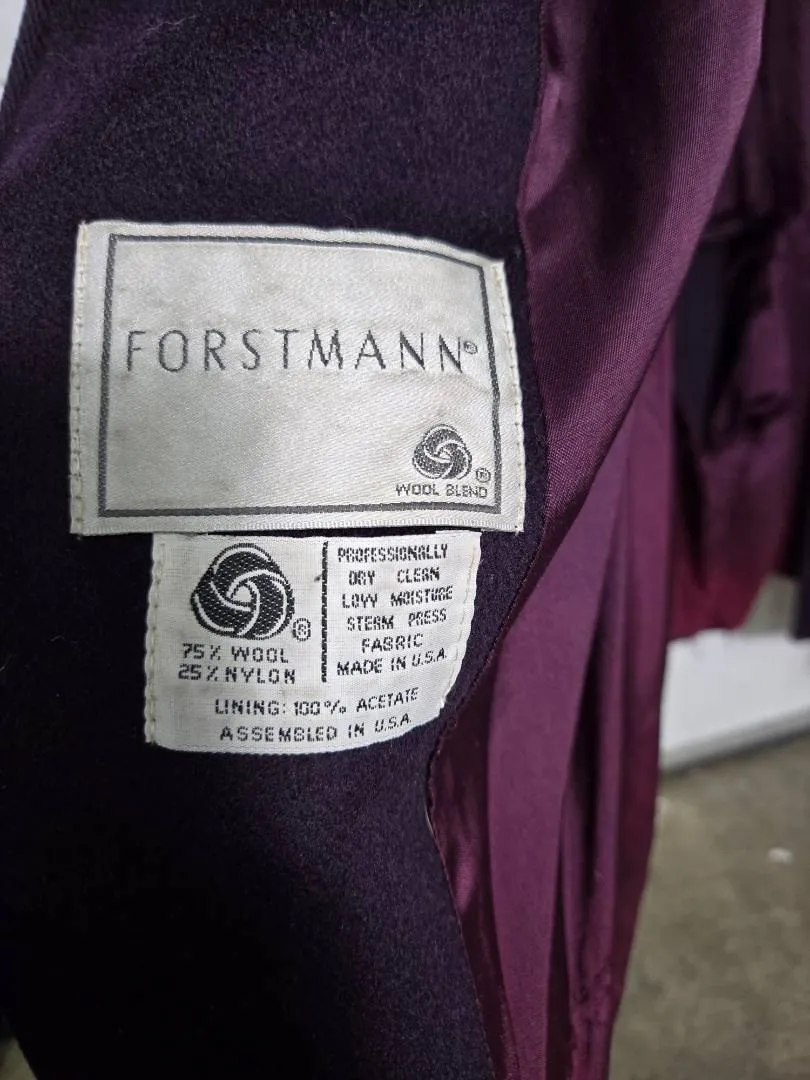 FORSTMANN®
®
WOOL BLEND
®
75% WOOL
25% NYLON
PROFESSIONALLY
DRY CLEAN
LOW MOISTURE
STEAM PRESS
FABRIC
MADE IN U.S.A.
LINING: 100% ACETATE
ASSEMBLED IN U.S.A.